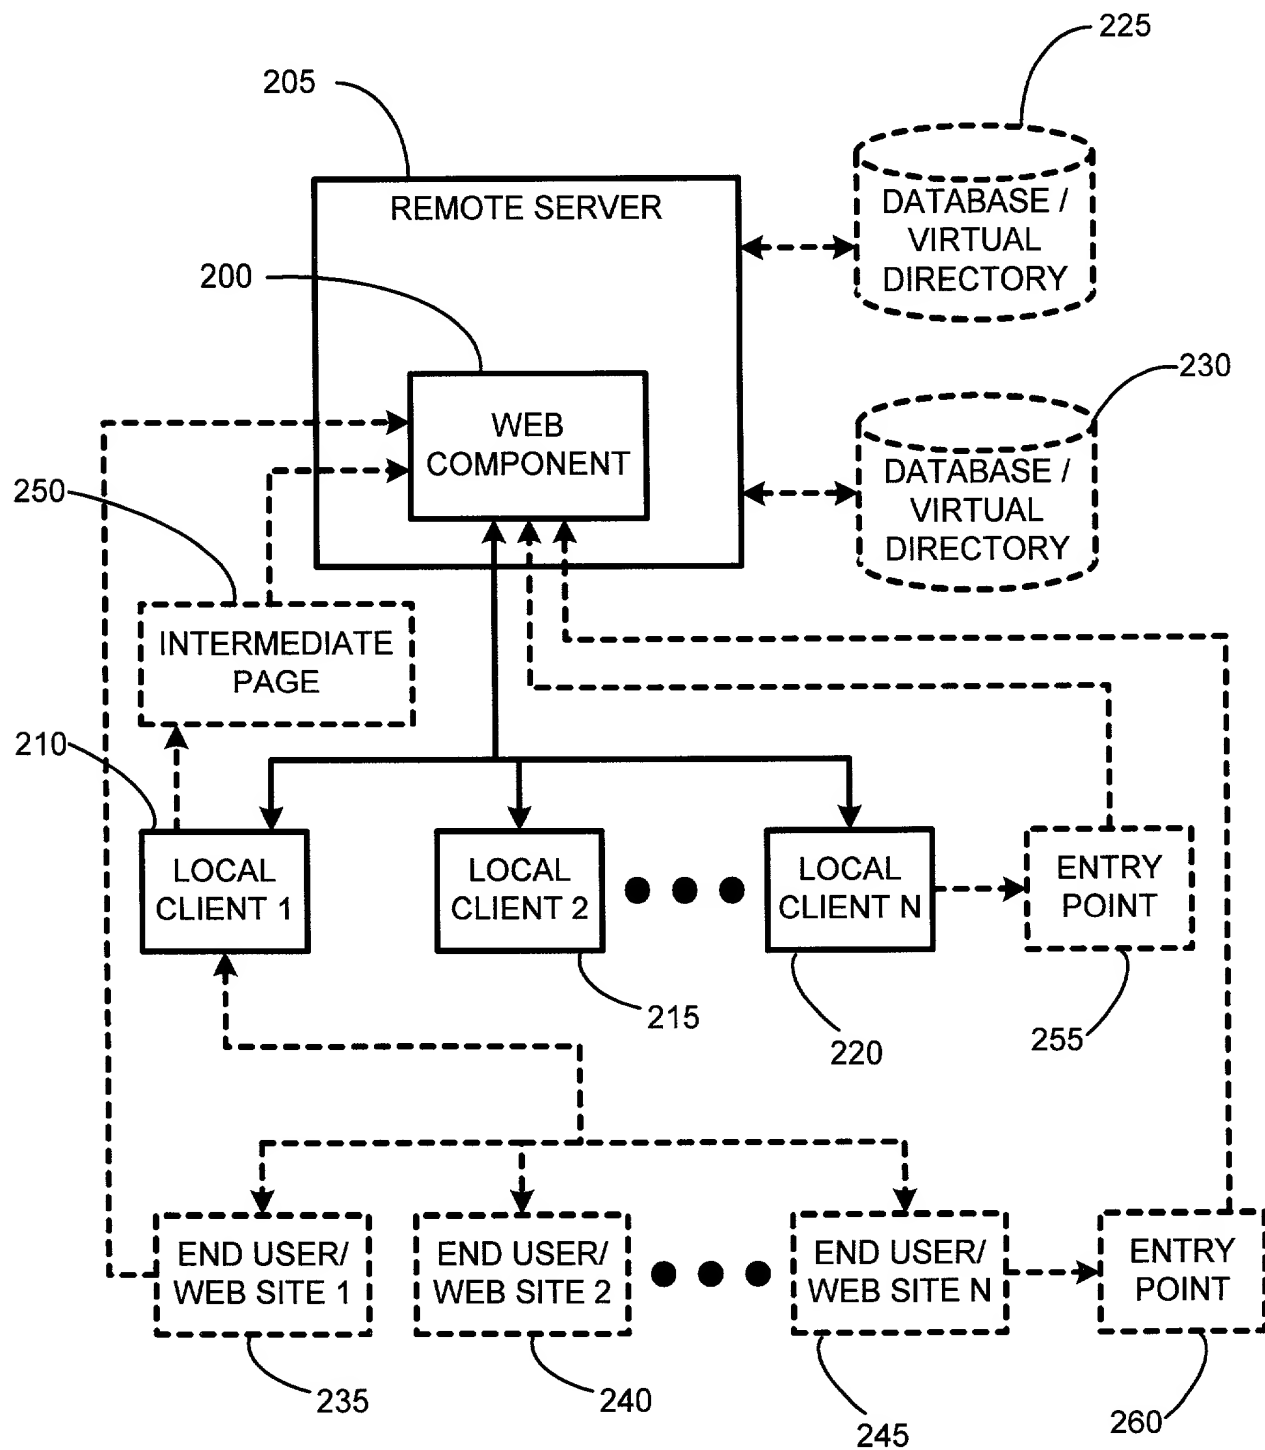 225
205
REMOTE SERVER
DATABASE /
VIRTUAL
DIRECTORY
200
230
WEB
COMPONENT
DATABASE /
VIRTUAL
DIRECTORY
250
INTERMEDIATE
PAGE
210
LOCAL
CLIENT 1
LOCAL
CLIENT 2
LOCAL
CLIENT N
ENTRY
POINT
215
220
255
END USER/
WEB SITE 1
END USER/
WEB SITE 2
END USER/
WEB SITE N
ENTRY
POINT
235
240
245
260